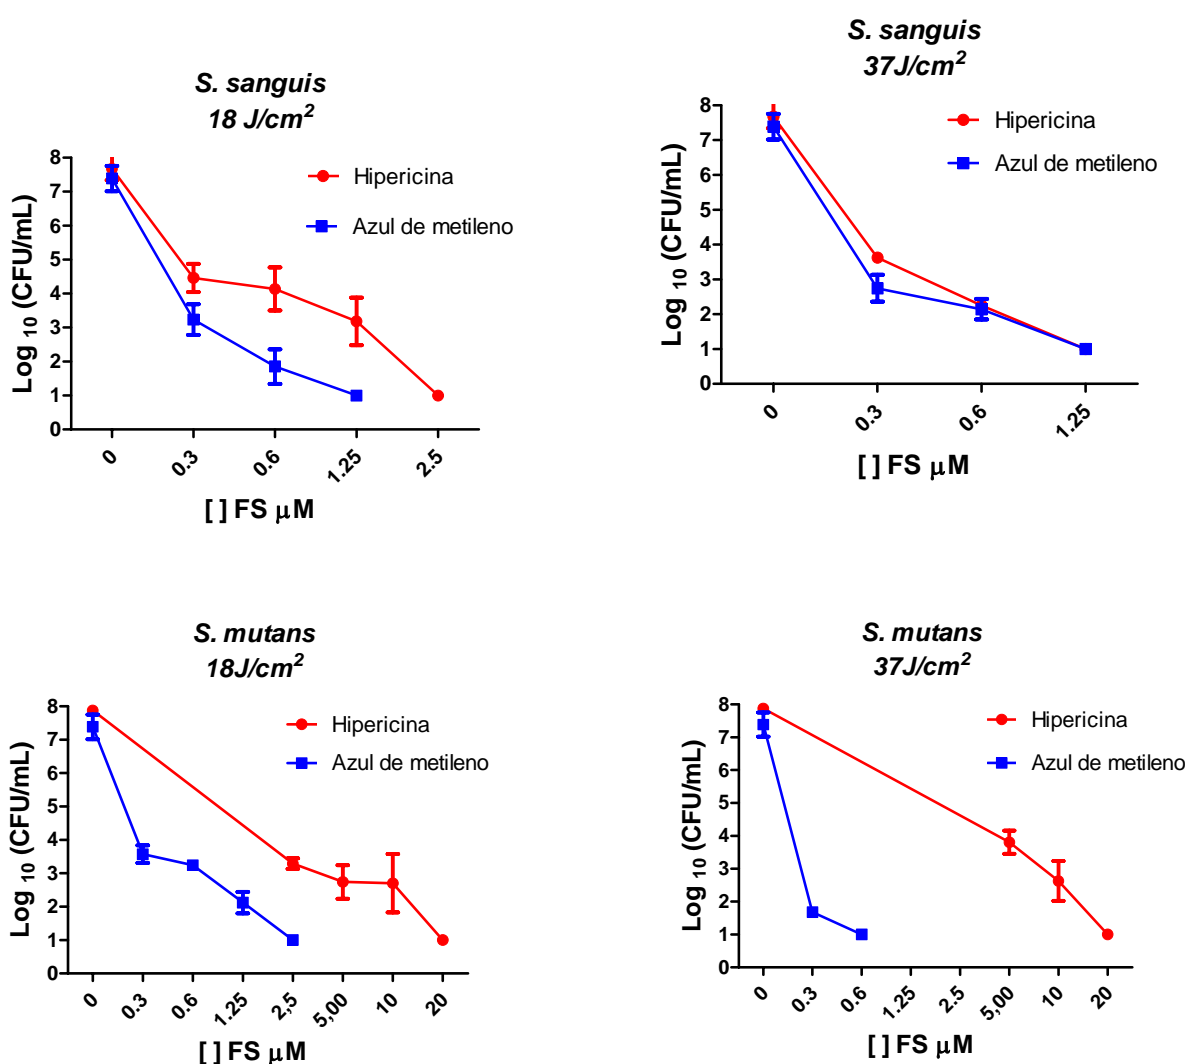 S. sanguis
18 J/cm²
Hipericina
Azul de metileno
Log 10 (CFU/mL)
8
7
6
5
4
3
2
1
0
0
0.3
0.6
1.25
2.5
[ ] FS μM
S. sanguis
37J/cm²
Hipericina
Azul de metileno
Log 10 (CFU/mL)
8
7
6
5
4
3
2
1
0
0
0.3
0.6
1.25
[ ] FS μM
S. mutans
18J/cm²
Hipericina
Azul de metileno
Log 10 (CFU/mL)
8
7
6
5
4
3
2
1
0
0
0.3
0.6
1.25
2,5
5,00
10
20
[ ] FS μM
S. mutans
37J/cm²
Hipericina
Azul de metileno
Log 10 (CFU/mL)
8
7
6
5
4
3
2
1
0
0
0.3
0.6
1.25
2.5
5,00
10
20
[ ] FS μM